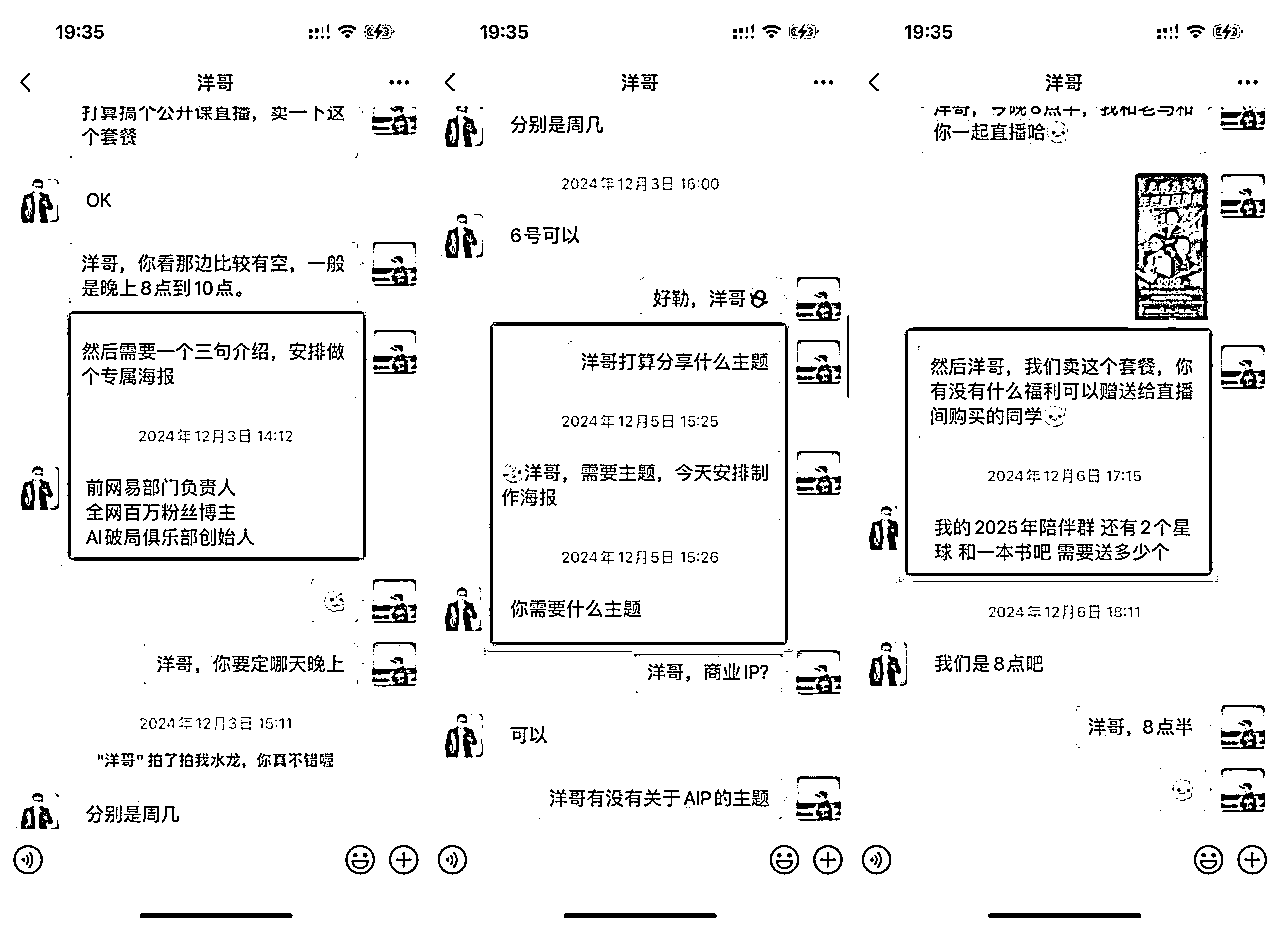 19:35
洋哥
打算搞个公开课直播，卖一下这
个套餐
OK
洋哥，你看那边比较有空，一般
是晚上8点到10点。
然后需要一个三句介绍，安排做
个专属海报
2024年12月3日 14:12
前网易部门负责人
全网百万粉丝博主
AI破局俱乐部创始人
洋哥，你要定哪天晚上
2024年12月3日 15:11
"洋哥" 拍了拍我水龙，你真不错喔
分别是周几
19:35
洋哥
分别是周几
2024年12月3日 16:00
6号可以
好勒，洋哥
洋哥打算分享什么主题
2024年12月5日 15:25
洋哥，需要主题，今天安排制
作海报
2024年12月5日 15:26
你需要什么主题
洋哥，商业IP?
可以
洋哥有没有关于AIP的主题
19:35
洋哥
洋哥，今晚8点半，我和老马和
你一起直播哈
然后洋哥，我们卖这个套餐，你
有没有什么福利可以赠送给直播
间购买的同学
2024年12月6日 17:15
我的2025年陪伴群 还有2个星
球 和一本书吧 需要送多少个
2024年12月6日 18:11
我们是8点吧
洋哥，8点半